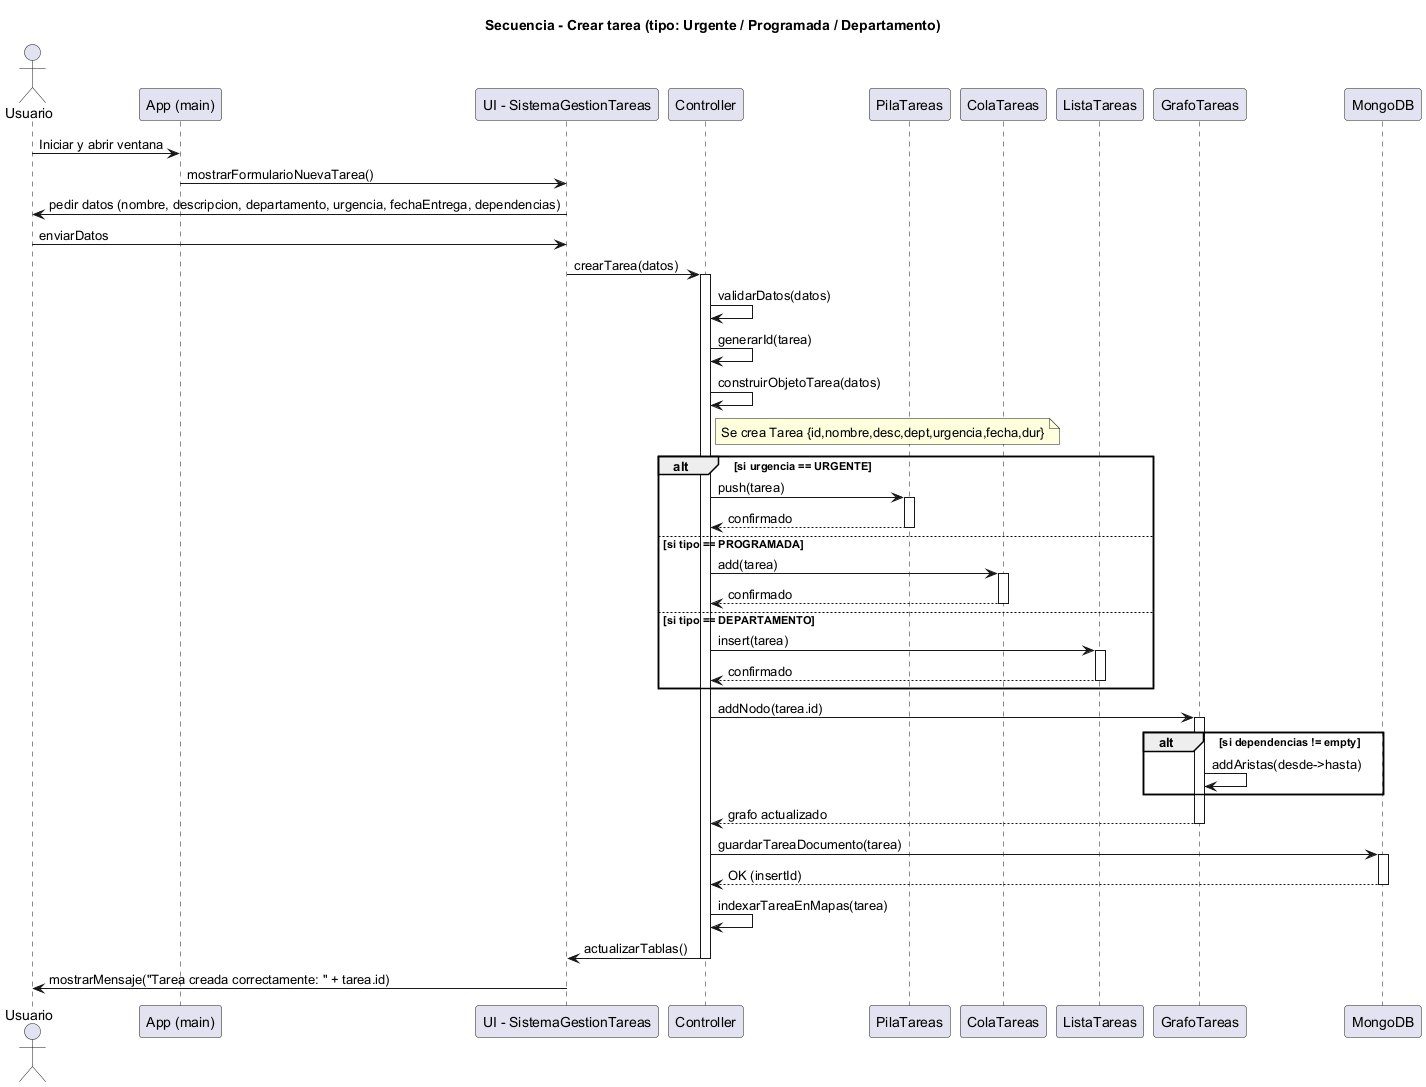 Secuencia - Crear tarea (tipo: Urgente / Programada / Departamento)
Usuario
App (main)
UI - SistemaGestionTareas
Controller
PilaTareas
ColaTareas
ListaTareas
GrafoTareas
MongoDB
Iniciar y abrir ventana
mostrarFormularioNuevaTarea()
pedir datos (nombre, descripcion, departamento, urgencia, fechaEntrega, dependencias)
enviarDatos
crearTarea(datos)
validarDatos(datos)
generarId(tarea)
construirObjetoTarea(datos)
Se crea Tarea {id,nombre,desc,dept,urgencia,fecha,dur}
alt
[si urgencia == URGENTE]
push(tarea)
confirmado
[si tipo == PROGRAMADA]
add(tarea)
confirmado
[si tipo == DEPARTAMENTO]
insert(tarea)
confirmado
addNodo(tarea.id)
alt
[si dependencias != empty]
addAristas(desde->hasta)
grafo actualizado
guardarTareaDocumento(tarea)
OK (insertId)
indexarTareaEnMapas(tarea)
actualizarTablas()
mostrarMensaje("Tarea creada correctamente: " + tarea.id)
Usuario
App (main)
UI - SistemaGestionTareas
Controller
PilaTareas
ColaTareas
ListaTareas
GrafoTareas
MongoDB